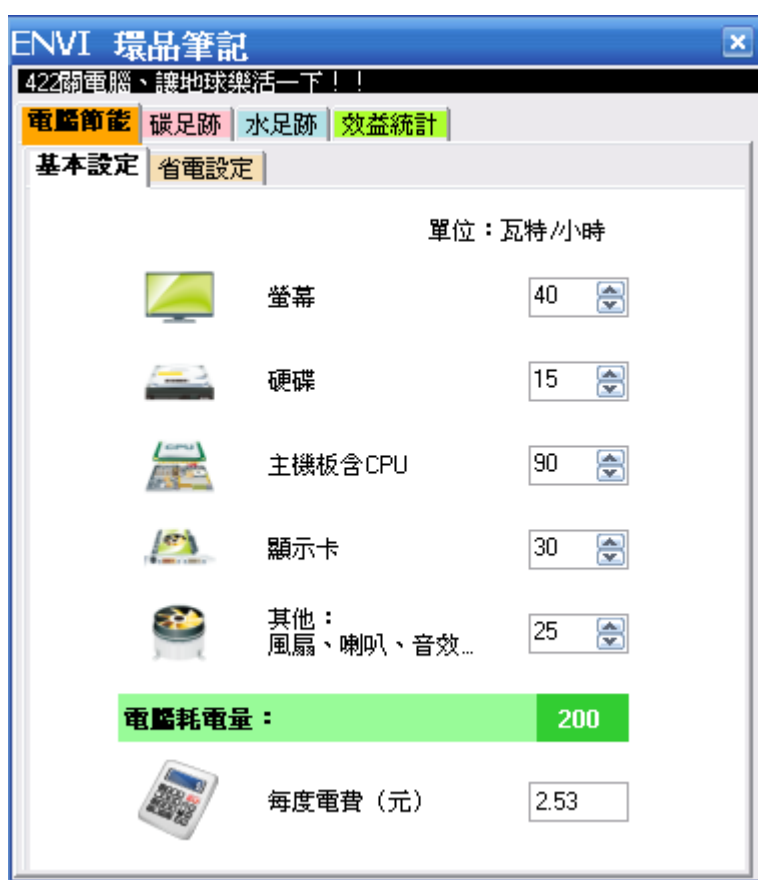 ENVI 環品筆記
422關電腦、讓地球樂活一下！！
電腦節能 碳足跡 水足跡 效益統計
基本設定 省電設定
單位：瓦特/小時
螢幕 40
硬碟 15
CPU
主機板含CPU 90
顯示卡 30
其他：
風扇、喇叭、音效... 25
電腦耗電量： 200
每度電費（元） 2.53